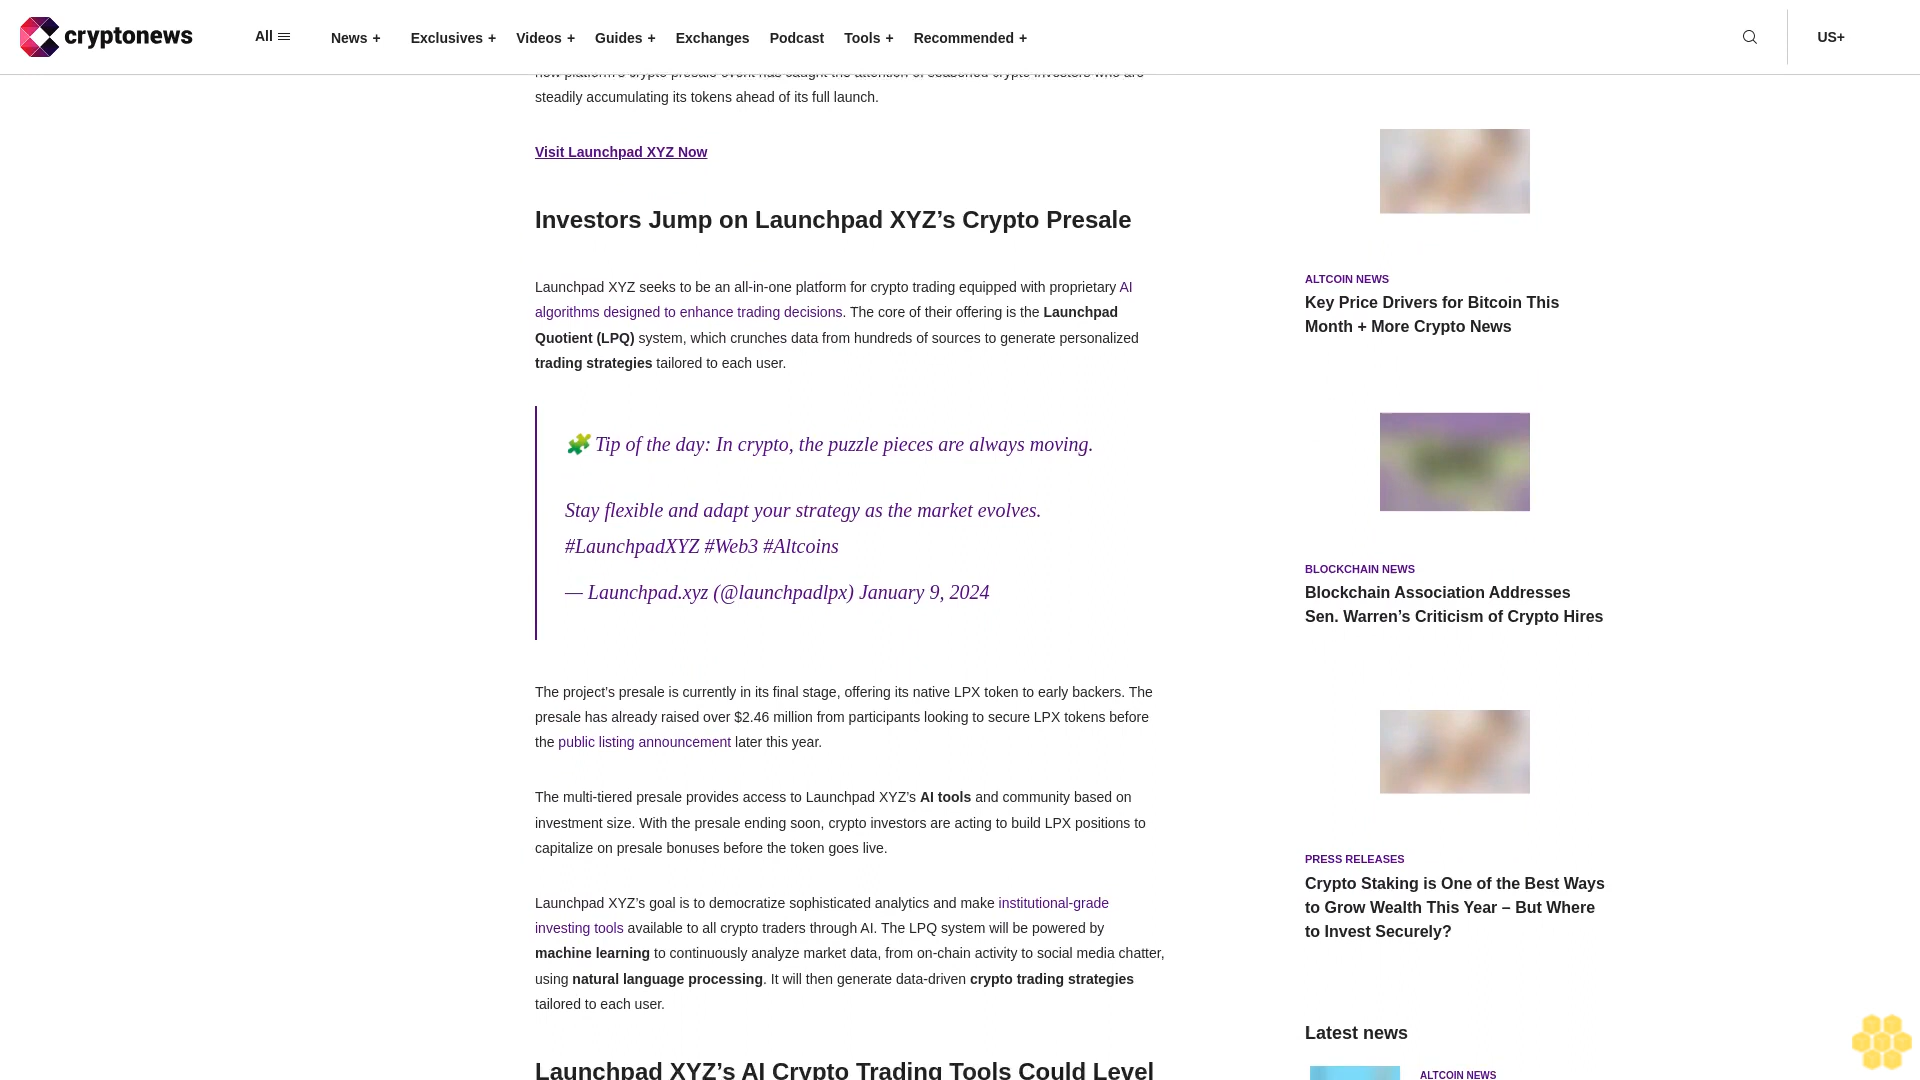 cryptonews
All
News +
Exclusives +
Videos +
Guides +
Exchanges
Podcast
Tools +
Recommended +
US+
new platform's crypto presale event has caught the attention of seasoned crypto investors who are
steadily accumulating its tokens ahead of its full launch.
Visit Launchpad XYZ Now
Investors Jump on Launchpad XYZ’s Crypto Presale
Launchpad XYZ seeks to be an all-in-one platform for crypto trading equipped with proprietary AI
algorithms designed to enhance trading decisions. The core of their offering is the Launchpad
Quotient (LPQ) system, which crunches data from hundreds of sources to generate personalized
trading strategies tailored to each user.
🧩 Tip of the day: In crypto, the puzzle pieces are always moving.
Stay flexible and adapt your strategy as the market evolves.
#LaunchpadXYZ #Web3 #Altcoins
— Launchpad.xyz (@launchpadlpx) January 9, 2024
The project’s presale is currently in its final stage, offering its native LPX token to early backers. The
presale has already raised over $2.46 million from participants looking to secure LPX tokens before
the public listing announcement later this year.
The multi-tiered presale provides access to Launchpad XYZ’s AI tools and community based on
investment size. With the presale ending soon, crypto investors are acting to build LPX positions to
capitalize on presale bonuses before the token goes live.
Launchpad XYZ’s goal is to democratize sophisticated analytics and make institutional-grade
investing tools available to all crypto traders through AI. The LPQ system will be powered by
machine learning to continuously analyze market data, from on-chain activity to social media chatter,
using natural language processing. It will then generate data-driven crypto trading strategies
tailored to each user.
Launchpad XYZ’s AI Crypto Trading Tools Could Level
ALTCOIN NEWS
Key Price Drivers for Bitcoin This
Month + More Crypto News
BLOCKCHAIN NEWS
Blockchain Association Addresses
Sen. Warren’s Criticism of Crypto Hires
PRESS RELEASES
Crypto Staking is One of the Best Ways
to Grow Wealth This Year – But Where
to Invest Securely?
Latest news
ALTCOIN NEWS